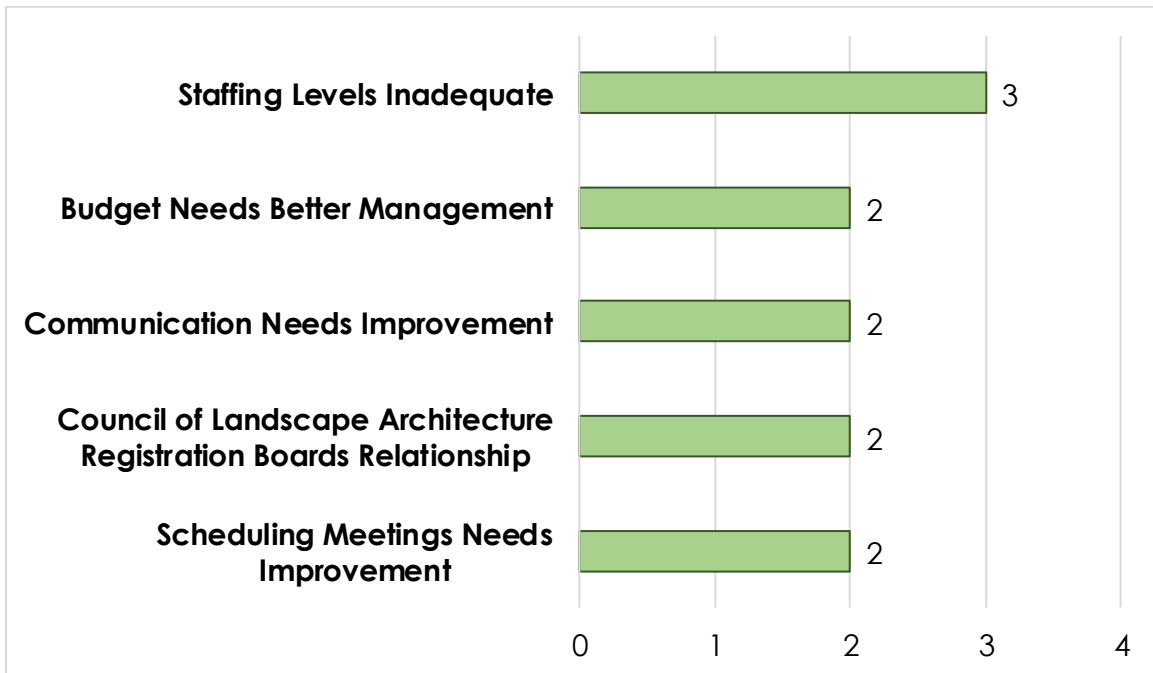 Staffing Levels Inadequate
3
Budget Needs Better Management
2
Communication Needs Improvement
2
Council of Landscape Architecture
Registration Boards Relationship
2
Scheduling Meetings Needs
Improvement
2
0 1 2 3 4